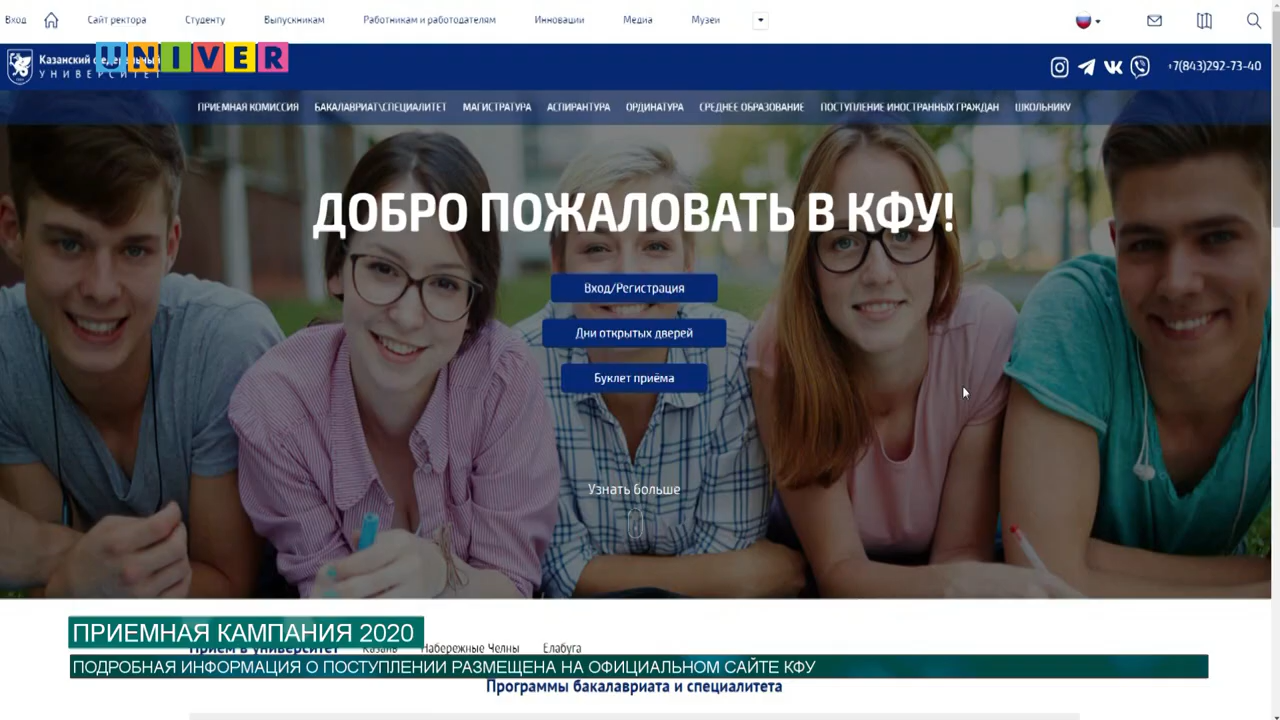 Вход Сайт ректора Студенту Выпускникам Работникам и работодателям Инновации Медиа Музеи
UNIVER
Казанский федеральный
УНИВЕРСИТЕТ
+7(843)292-73-40
ПРИЕМНАЯ КОМИССИЯ БАКАЛАВРИАТ\СПЕЦИАЛИТЕТ МАГИСТРАТУРА АСПИРАНТУРА ОРДИНАТУРА СРЕДНЕЕ ОБРАЗОВАНИЕ ПОСТУПЛЕНИЕ ИНОСТРАННЫХ ГРАЖДАН ШКОЛЬНИКУ
ДОБРО ПОЖАЛОВАТЬ В КФУ!
Вход/Регистрация
Дни открытых дверей
Буклет приёма
Узнать больше
ПРИЕМНАЯ КАМПАНИЯ 2020
Прием в университет Казань Набережные Челны Елабуга
ПОДРОБНАЯ ИНФОРМАЦИЯ О ПОСТУПЛЕНИИ РАЗМЕЩЕНА НА ОФИЦИАЛЬНОМ САЙТЕ КФУ
Программы бакалавриата и специалитета